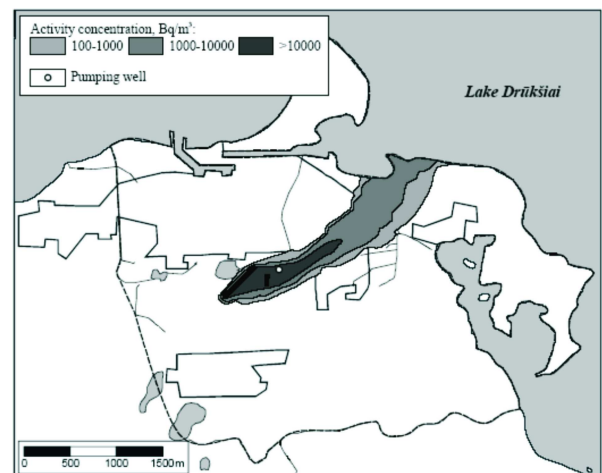 Activity concentration, Bq/m³:
100-1000 1000-10000 >10000
Pumping well
Lake Drūkšiai
0 500 1000 1500m